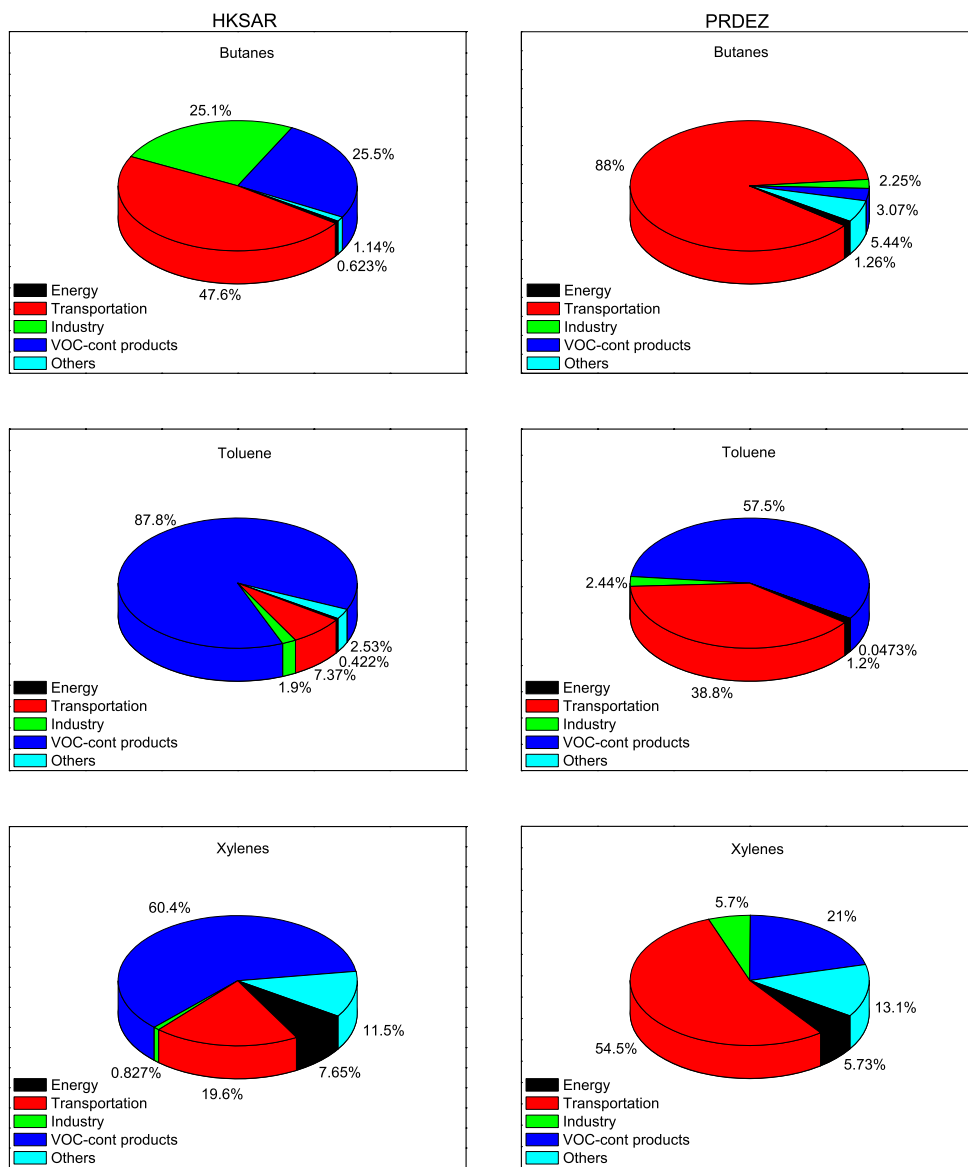 HKSAR
PRDEZ
Butanes
25.1%
25.5%
1.14%
0.623%
47.6%
Energy
Transportation
Industry
VOC-cont products
Others
Butanes
88%
2.25%
3.07%
5.44%
1.26%
Energy
Transportation
Industry
VOC-cont products
Others
Toluene
87.8%
2.53%
0.422%
7.37%
1.9%
Energy
Transportation
Industry
VOC-cont products
Others
Toluene
57.5%
2.44%
0.0473%
1.2%
38.8%
Energy
Transportation
Industry
VOC-cont products
Others
Xylenes
60.4%
11.5%
7.65%
0.827%
19.6%
Energy
Transportation
Industry
VOC-cont products
Others
Xylenes
5.7%
21%
13.1%
54.5%
5.73%
Energy
Transportation
Industry
VOC-cont products
Others